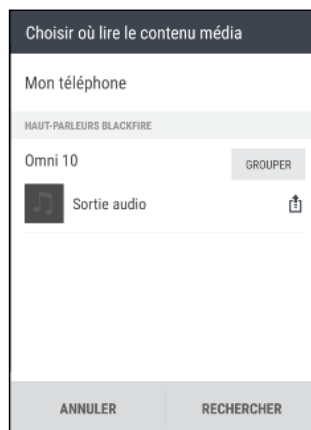 Choisir où lire le contenu média
Mon téléphone
HAUT-PARLEURS BLACKFIRE
Omni 10
GROUPER
Sortie audio
ANNULER
RECHERCHER